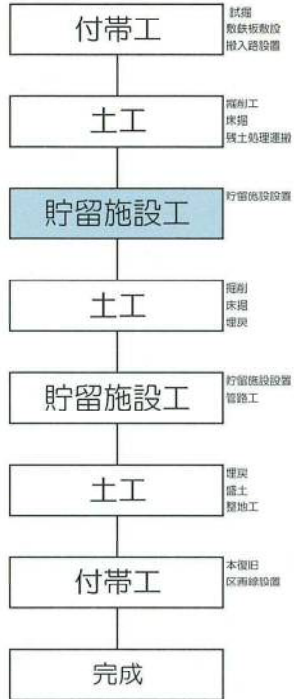 付帯工
試掘
敷鉄板敷設
搬入路設置
土工
掘削工
床掘
残土処理運搬
貯留施設工
貯留施設設置
土工
掘削
床掘
埋戻
貯留施設工
貯留施設設置
管路工
土工
埋戻
盛土
整地工
付帯工
本復旧
区画線設置
完成